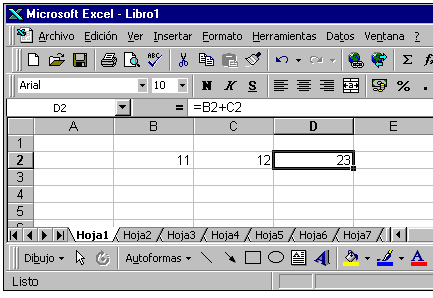 Microsoft Excel - Libro1
Archivo Edición Ver Insertar Formato Herramientas Datos Ventana ?
ABC Σ f
Arial 10 N K S
D2 = =B2+C2
A B C D E
1
2 11 12 23
3
4
5
Hoja1 Hoja2 Hoja3 Hoja4 Hoja5 Hoja6 Hoja7
Dibujo Autoformas A A
Listo